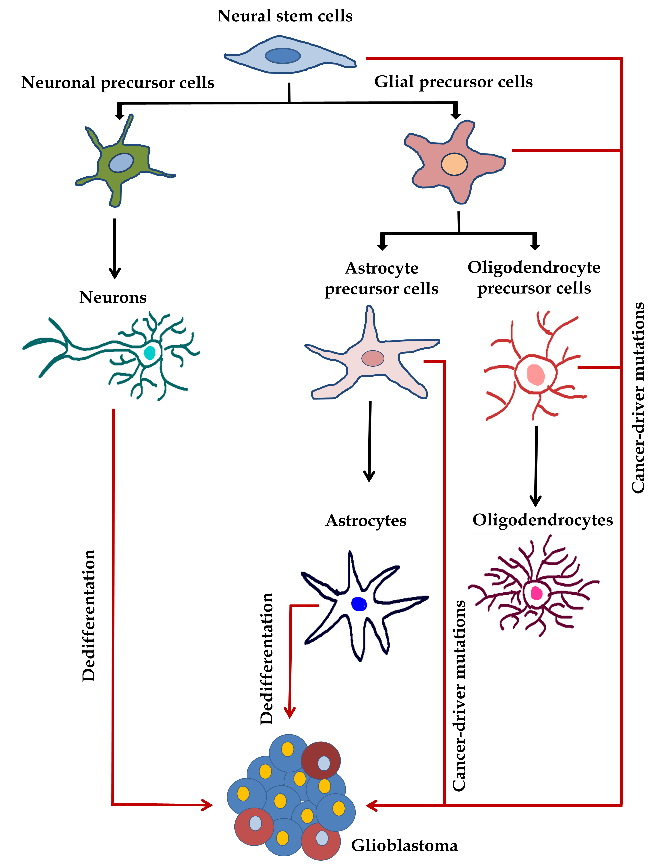 Neural stem cells
Neuronal precursor cells
Glial precursor cells
Astrocyte
precursor cells
Oligodendrocyte
precursor cells
Neurons
Cancer-driver mutations
Astrocytes
Oligodendrocytes
Dedifferentation
Dedifferentation
Cancer-driver mutations
Glioblastoma